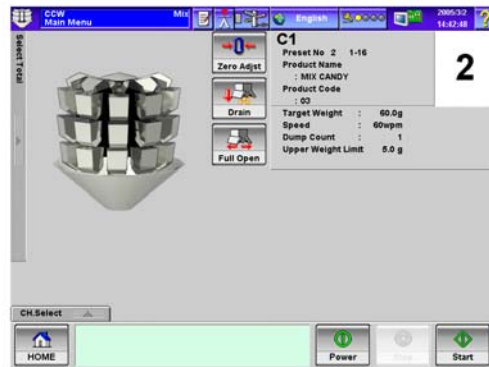 CCW Mix
Main Menu
English
2005/3/2
14:42:48
?
Select Total
Zero Adjst
Drain
Full Open
C1
Preset No 2 1-16
Product Name
: MIX CANDY
Product Code
: 03
2
Target Weight : 60.0g
Speed : 60wpm
Dump Count : 1
Upper Weight Limit 5.0 g
CH.Select
HOME
Power
Stop
Start